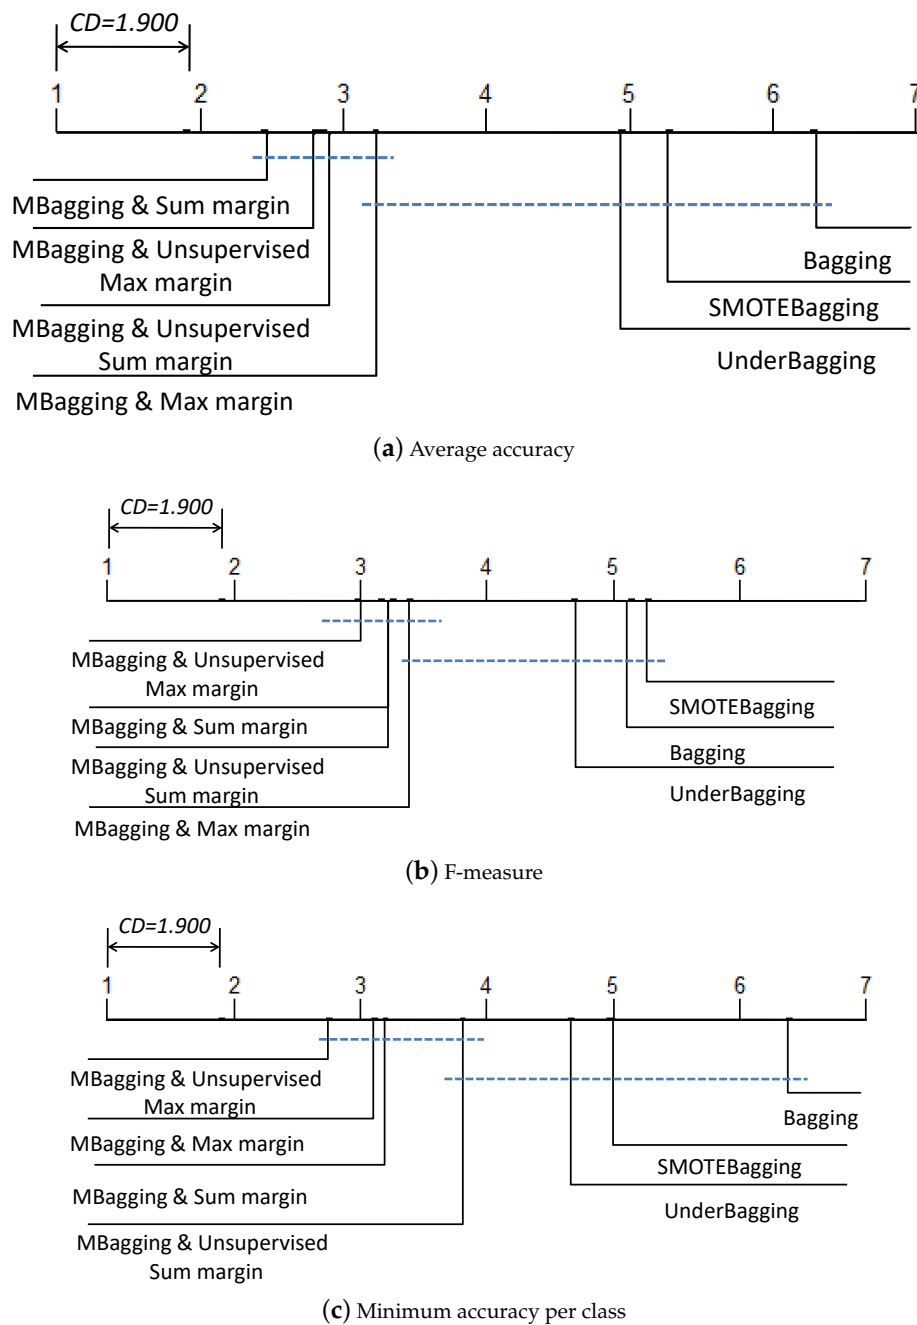 CD=1.900
1 2 3 4 5 6 7
MBagging & Sum margin
MBagging & Unsupervised
Max margin
MBagging & Unsupervised
Sum margin
MBagging & Max margin
Bagging
SMOTEBagging
UnderBagging
(a) Average accuracy
CD=1.900
1 2 3 4 5 6 7
MBagging & Unsupervised
Max margin
MBagging & Sum margin
MBagging & Unsupervised
Sum margin
MBagging & Max margin
SMOTEBagging
Bagging
UnderBagging
(b) F-measure
CD=1.900
1 2 3 4 5 6 7
MBagging & Unsupervised
Max margin
MBagging & Max margin
MBagging & Sum margin
MBagging & Unsupervised
Sum margin
Bagging
SMOTEBagging
UnderBagging
(c) Minimum accuracy per class